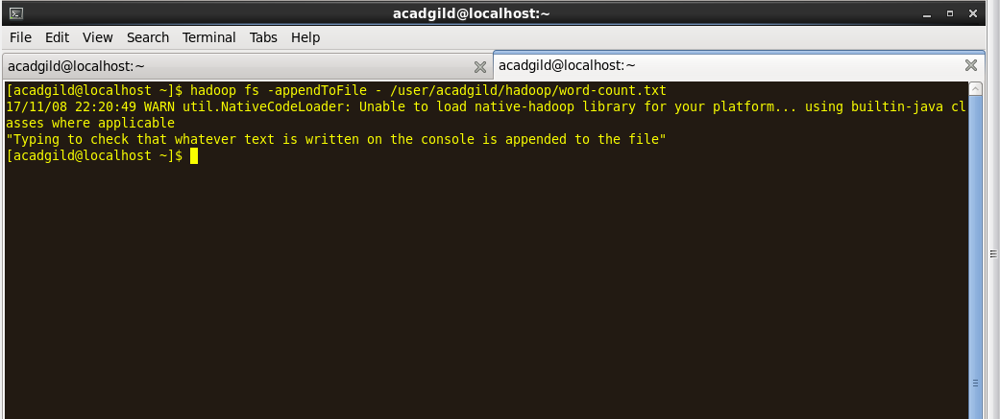 acadgild@localhost:~
File Edit View Search Terminal Tabs Help
acadgild@localhost:~ acadgild@localhost:~
[acadgild@localhost ~]$ hadoop fs -appendToFile - /user/acadgild/hadoop/word-count.txt
17/11/08 22:20:49 WARN util.NativeCodeLoader: Unable to load native-hadoop library for your platform... using builtin-java cl
asses where applicable
"Typing to check that whatever text is written on the console is appended to the file"
[acadgild@localhost ~]$